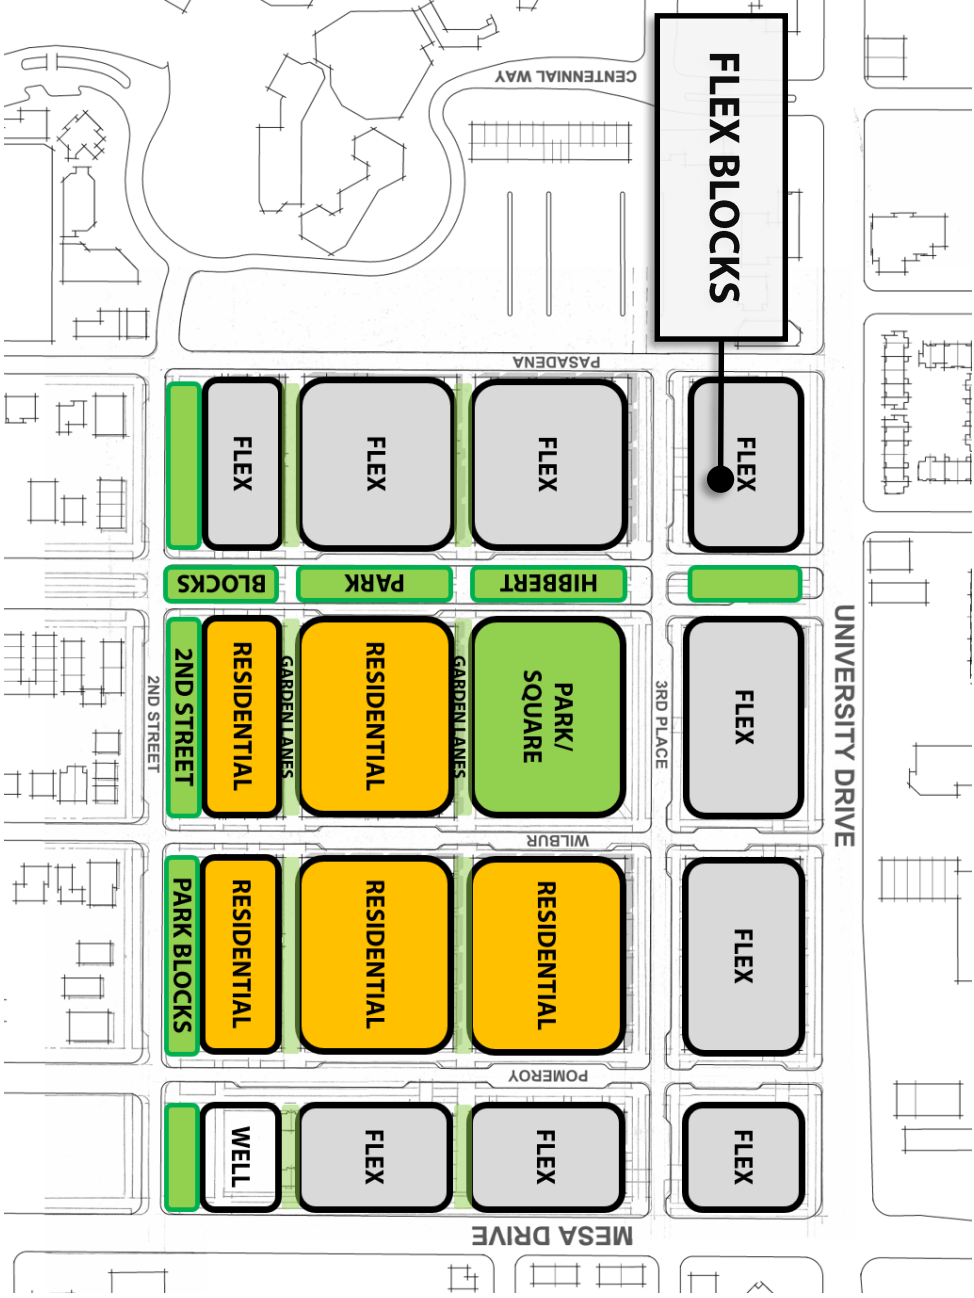 CENTENNIAL WAY
FLEX BLOCKS
PASADENA
FLEX
FLEX
FLEX
FLEX
BLOCKS
PARK
HIBBERT
2ND STREET
2ND STREET
RESIDENTIAL
GARDEN LANES
RESIDENTIAL
GARDEN LANES
PARK/
SQUARE
3RD PLACE
FLEX
UNIVERSITY DRIVE
WILBUR
PARK BLOCKS
RESIDENTIAL
RESIDENTIAL
RESIDENTIAL
FLEX
POMEROY
WELL
FLEX
FLEX
FLEX
MESA DRIVE